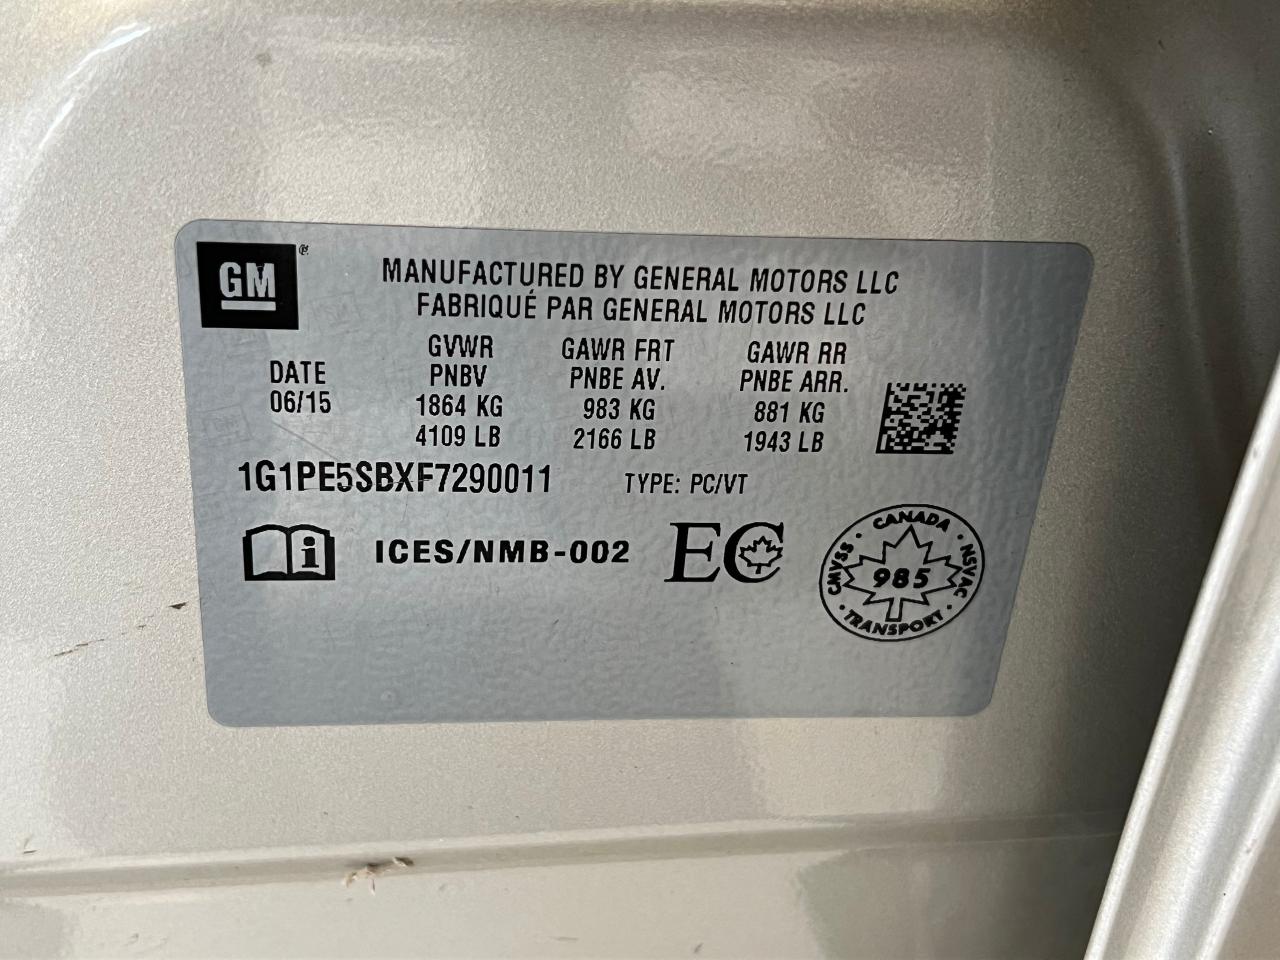 GM
MANUFACTURED BY GENERAL MOTORS LLC
FABRIQUÉ PAR GENERAL MOTORS LLC
DATE
06/15
GVWR
PNBV
1864 KG
4109 LB
GAWR FRT
PNBE AV.
983 KG
2166 LB
GAWR RR
PNBE ARR.
881 KG
1943 LB
1G1PE5SBXF7290011 TYPE: PC/VT
i ICES/NMB-002 EC
CANADA
CMVSS · NSVAC
985
TRANSPORT